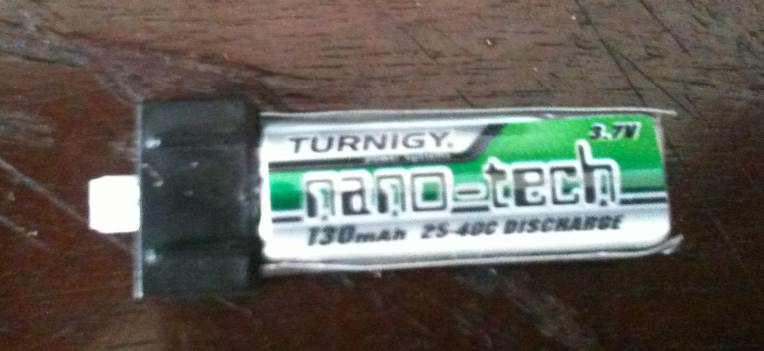 TURNIGY.
3.7V
nano-tech
130mAh 25-40C DISCHARGE